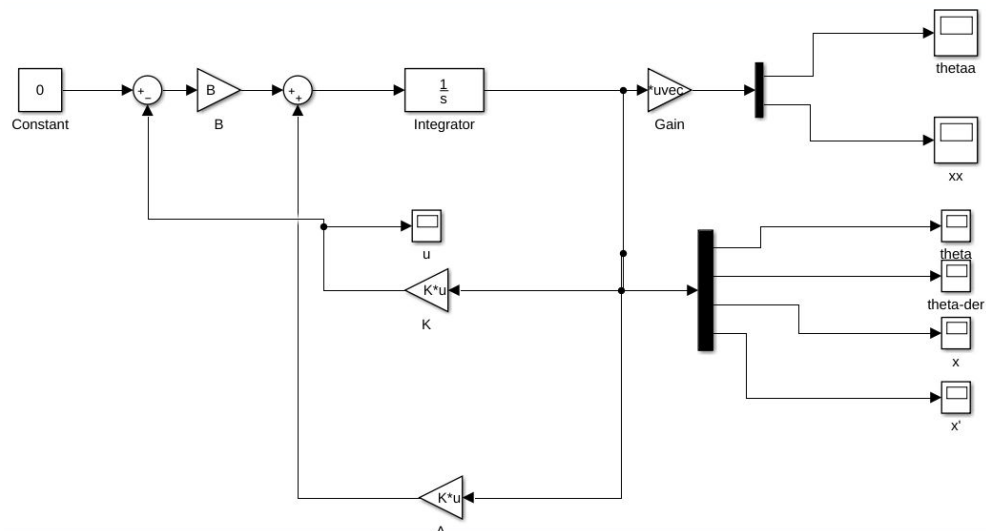 0
Constant
+
−
B
B
+
+
1
s
Integrator
*uvec
Gain
thetaa
xx
u
K*u
K
theta
theta-der
x
x'
K*u